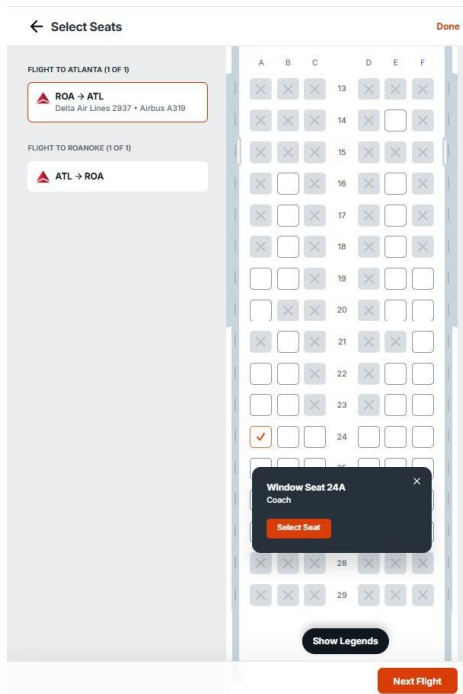 Select Seats
Done
FLIGHT TO ATLANTA (1 OF 1)
ROA → ATL
Delta Air Lines 2937 • Airbus A319
FLIGHT TO ROANOKE (1 OF 1)
ATL → ROA
A B C D E F
13
14
15
16
17
18
19
20
21
22
23
24
Window Seat 24A
Coach
Select Seat
28
29
Show Legends
Next Flight